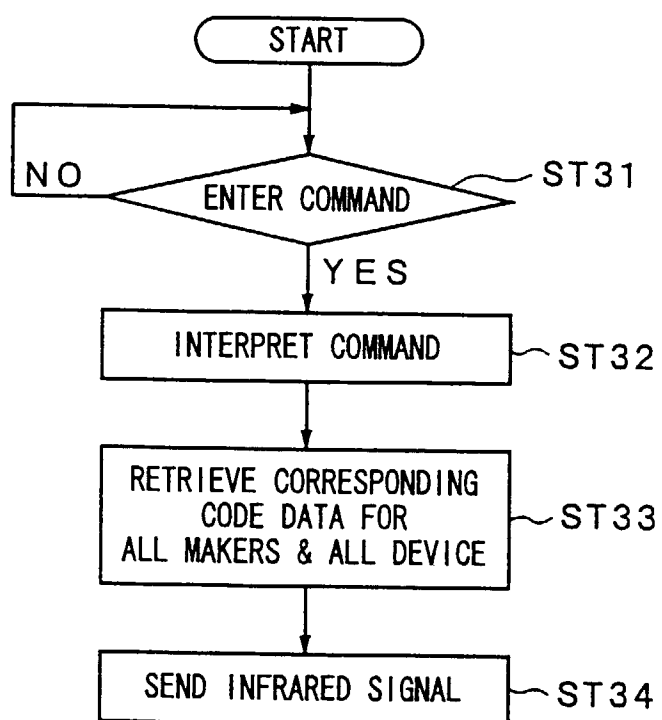 START
NO
ENTER COMMAND
ST31
YES
INTERPRET COMMAND
ST32
RETRIEVE CORRESPONDING
CODE DATA FOR
ALL MAKERS & ALL DEVICE
ST33
SEND INFRARED SIGNAL
ST34